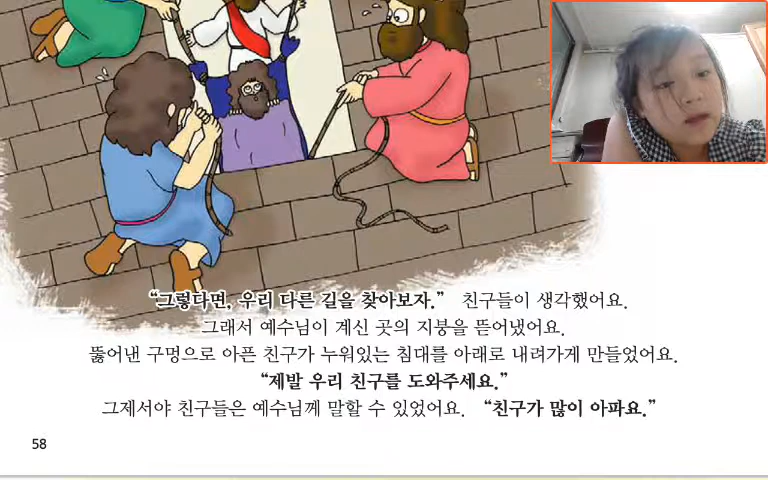 “그렇다면, 우리 다른 길을 찾아보자.” 친구들이 생각했어요.
그래서 예수님이 계신 곳의 지붕을 뜯어냈어요.
뚫어낸 구멍으로 아픈 친구가 누워있는 침대를 아래로 내려가게 만들었어요.
“제발 우리 친구를 도와주세요.”
그제서야 친구들은 예수님께 말할 수 있었어요. “친구가 많이 아파요.”
58